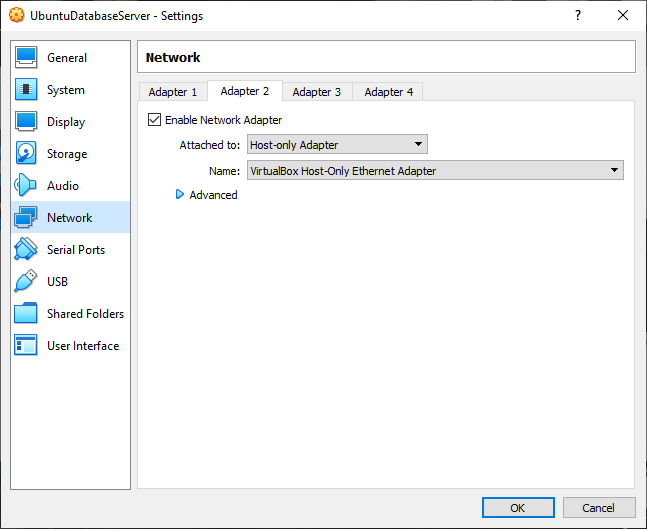 UbuntuDatabaseServer - Settings
?
General
System
Display
Storage
Audio
Network
Serial Ports
USB
Shared Folders
User Interface
Network
Adapter 1 Adapter 2 Adapter 3 Adapter 4
Enable Network Adapter
Attached to: Host-only Adapter
Name: VirtualBox Host-Only Ethernet Adapter
Advanced
OK Cancel